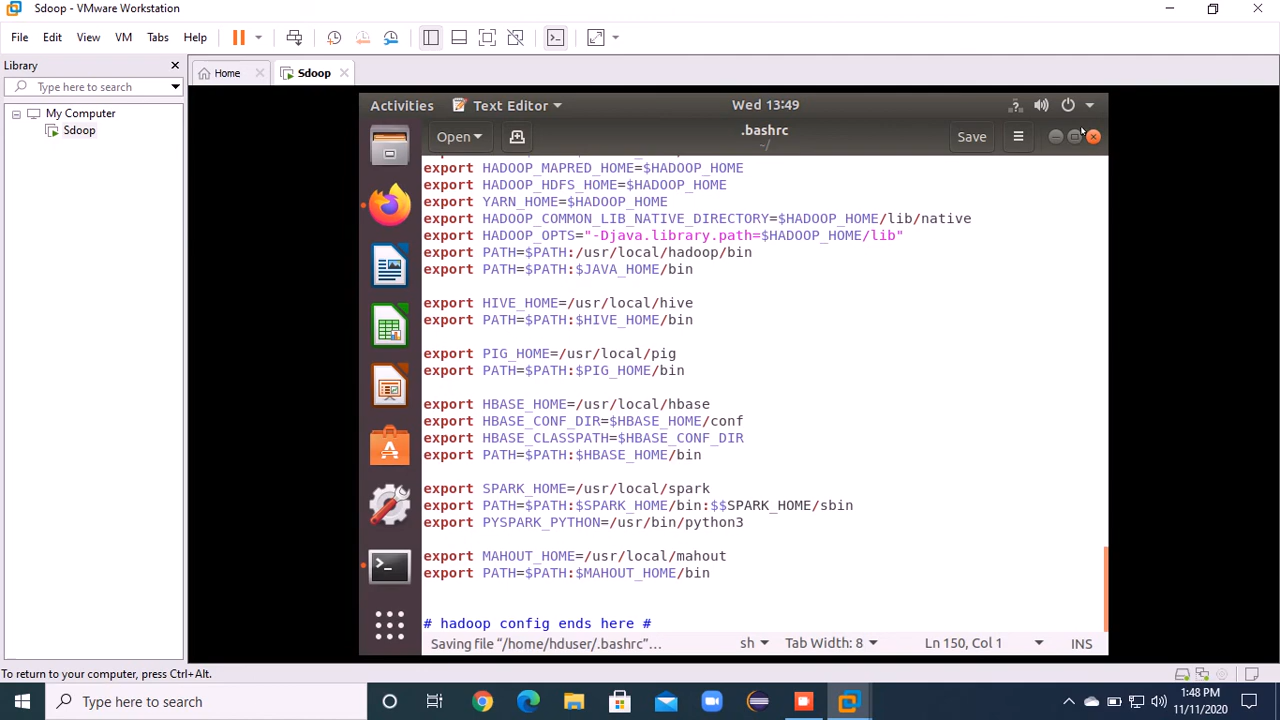 Sdoop - VMware Workstation
File Edit View VM Tabs Help
Library
Type here to search
My Computer
Sdoop
Home
Sdoop
Activities Text Editor Wed 13:49
Open .bashrc Save
~/
export HADOOP_MAPRED_HOME=$HADOOP_HOME
export HADOOP_HDFS_HOME=$HADOOP_HOME
export YARN_HOME=$HADOOP_HOME
export HADOOP_COMMON_LIB_NATIVE_DIRECTORY=$HADOOP_HOME/lib/native
export HADOOP_OPTS="-Djava.library.path=$HADOOP_HOME/lib"
export PATH=$PATH:/usr/local/hadoop/bin
export PATH=$PATH:$JAVA_HOME/bin
export HIVE_HOME=/usr/local/hive
export PATH=$PATH:$HIVE_HOME/bin
export PIG_HOME=/usr/local/pig
export PATH=$PATH:$PIG_HOME/bin
export HBASE_HOME=/usr/local/hbase
export HBASE_CONF_DIR=$HBASE_HOME/conf
export HBASE_CLASSPATH=$HBASE_CONF_DIR
export PATH=$PATH:$HBASE_HOME/bin
export SPARK_HOME=/usr/local/spark
export PATH=$PATH:$SPARK_HOME/bin:$$SPARK_HOME/sbin
export PYSPARK_PYTHON=/usr/bin/python3
export MAHOUT_HOME=/usr/local/mahout
export PATH=$PATH:$MAHOUT_HOME/bin
# hadoop config ends here #
Saving file “/home/hduser/.bashrc”… sh Tab Width: 8 Ln 150, Col 1 INS
To return to your computer, press Ctrl+Alt.
Type here to search
1:48 PM
11/11/2020